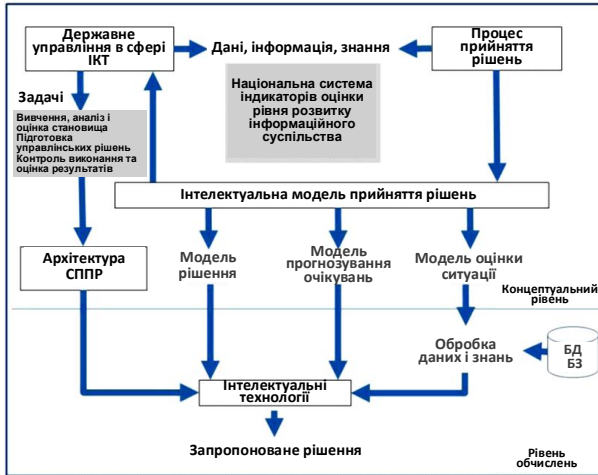 Державне
управління в сфері
ІКТ
Дані, інформація, знання
Процес
прийняття
рішень
Національна система
індикаторів оцінки
рівня розвитку
інформаційного
суспільства
Задачі
Вивчення, аналіз і
оцінка становища
Підготовка
управлінських рішень
Контроль виконання та
оцінка результатів
Інтелектуальна модель прийняття рішень
Архітектура
СППР
Модель
рішення
Модель
прогнозування
очікувань
Модель оцінки
ситуації
Концептуальний
рівень
Обробка
даних і знань
БД
БЗ
Інтелектуальні
технології
Запропоноване рішення
Рівень
обчислень